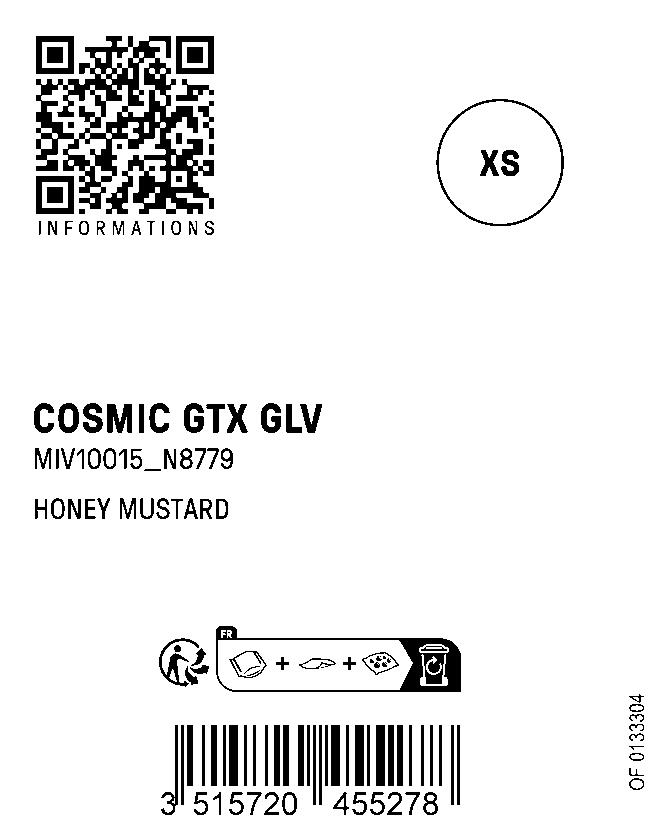 INFORMATIONS
XS
COSMIC GTX GLV
MIV10015_N8779
HONEY MUSTARD
FR
3 515720 455278
OF 0133304